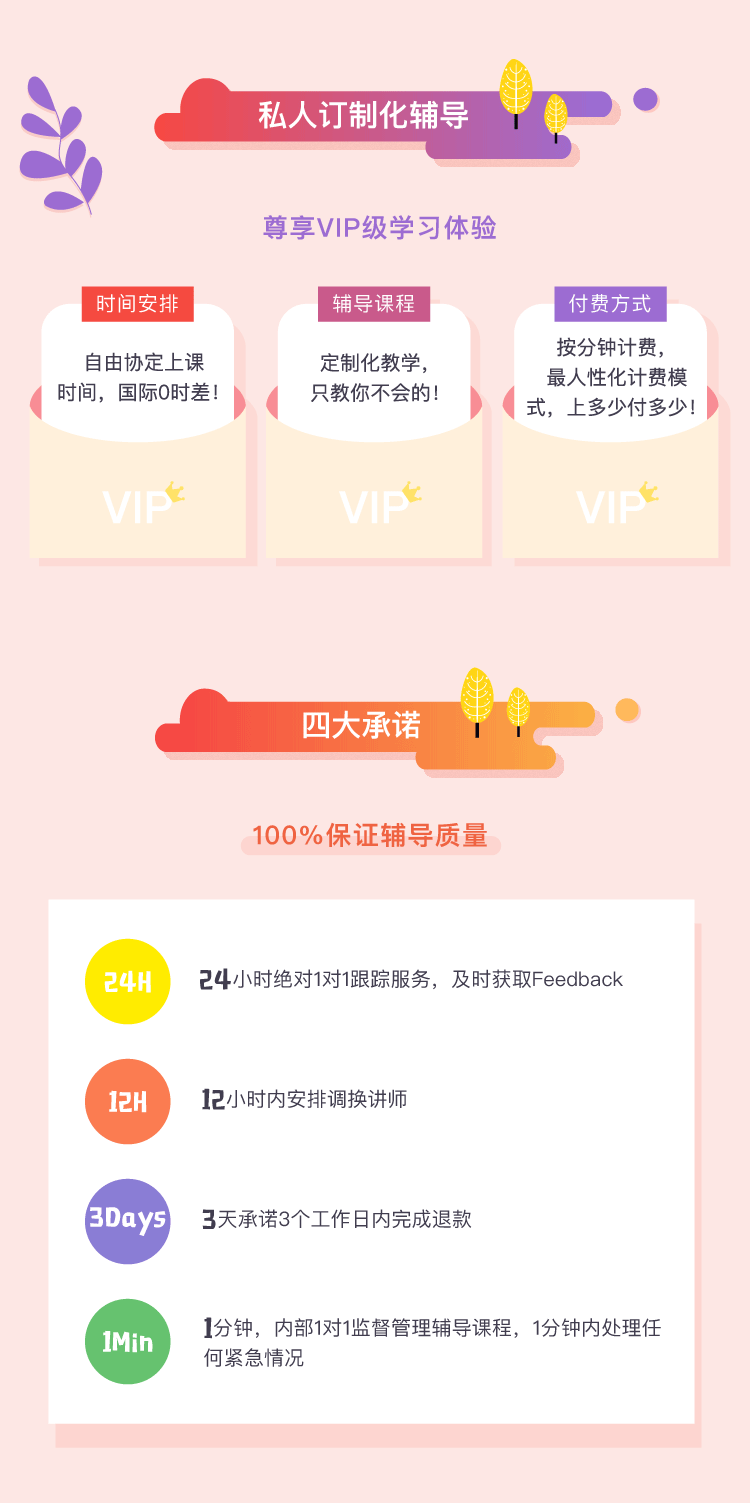 私人订制化辅导
尊享VIP级学习体验
时间安排
自由协定上课
时间，国际0时差！
VIP
辅导课程
定制化教学，
只教你不会的！
VIP
付费方式
按分钟计费，
最人性化计费模
式，上多少付多少！
VIP
四大承诺
100%保证辅导质量
24H
24小时绝对1对1跟踪服务，及时获取Feedback
12H
12小时内安排调换讲师
3Days
3天承诺3个工作日内完成退款
1Min
1分钟，内部1对1监督管理辅导课程，1分钟内处理任
何紧急情况